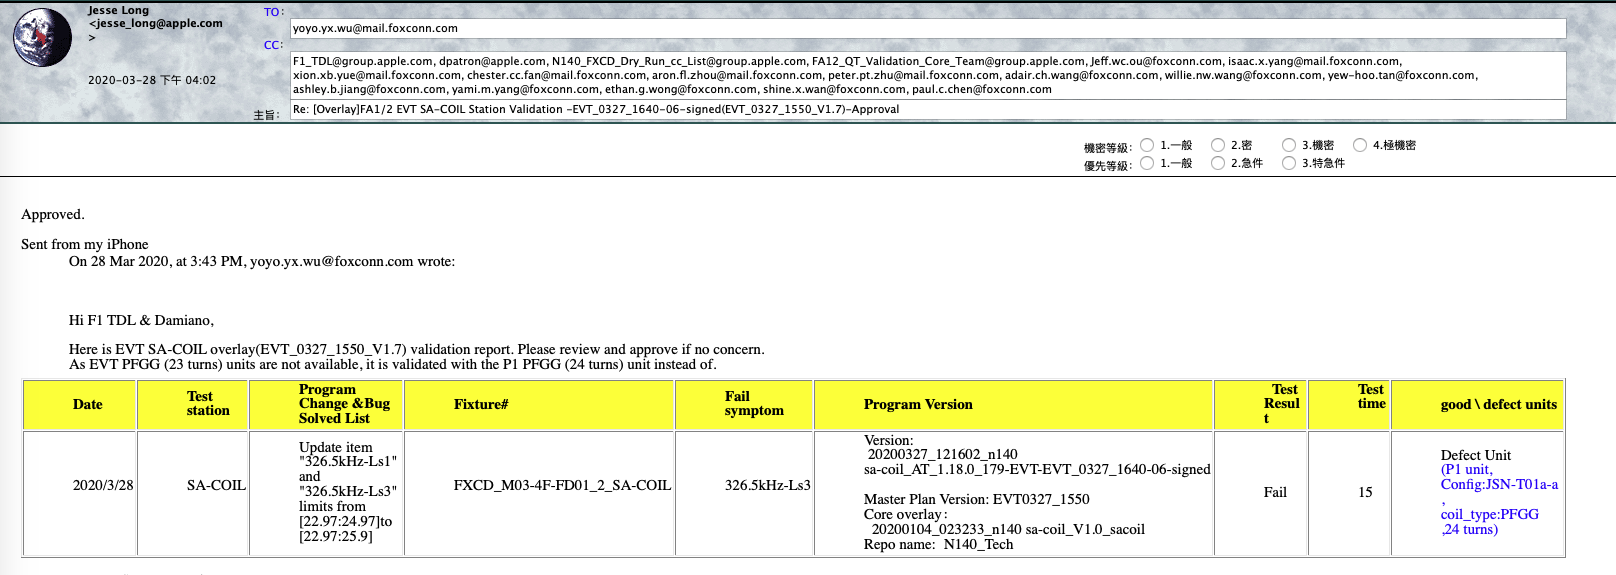 Jesse Long
<jesse_long@apple.com
>
2020-03-28 下午 04:02
TO:
yoyo.yx.wu@mail.foxconn.com
CC:
F1_TDL@group.apple.com, dpatron@apple.com, N140_FXCD_Dry_Run_cc_List@group.apple.com, FA12_QT_Validation_Core_Team@group.apple.com, Jeff.wc.ou@foxconn.com, isaac.x.yang@mail.foxconn.com,
xion.xb.yue@mail.foxconn.com, chester.cc.fan@mail.foxconn.com, aron.fl.zhou@mail.foxconn.com, peter.pt.zhu@mail.foxconn.com, adair.ch.wang@foxconn.com, willie.nw.wang@foxconn.com, yew-hoo.tan@foxconn.com,
ashley.b.jiang@foxconn.com, yami.m.yang@foxconn.com, ethan.g.wong@foxconn.com, shine.x.wan@foxconn.com, paul.c.chen@foxconn.com
主旨:
Re: [Overlay]FA1/2 EVT SA-COIL Station Validation -EVT_0327_1640-06-signed(EVT_0327_1550_V1.7)-Approval
機密等級: 1.一般 2.密 3.機密 4.極機密
優先等級: 1.一般 2.急件 3.特急件
Approved.
Sent from my iPhone
On 28 Mar 2020, at 3:43 PM, yoyo.yx.wu@foxconn.com wrote:
Hi F1 TDL & Damiano,
Here is EVT SA-COIL overlay(EVT_0327_1550_V1.7) validation report. Please review and approve if no concern.
As EVT PFGG (23 turns) units are not available, it is validated with the P1 PFGG (24 turns) unit instead of.
Date
Test
station
Program
Change &Bug
Solved List
Fixture#
Fail
symptom
Program Version
Test
Resul
t
Test
time
good \ defect units
2020/3/28
SA-COIL
Update item
"326.5kHz-Ls1"
and
"326.5kHz-Ls3"
limits from
[22.97:24.97]to
[22.97:25.9]
FXCD_M03-4F-FD01_2_SA-COIL
326.5kHz-Ls3
Version:
20200327_121602_n140
sa-coil_AT_1.18.0_179-EVT-EVT_0327_1640-06-signed
Master Plan Version: EVT0327_1550
Core overlay:
20200104_023233_n140 sa-coil_V1.0_sacoil
Repo name: N140_Tech
Fail
15
Defect Unit
(P1 unit,
Config:JSN-T01a-a
,
coil_type:PFGG
,24 turns)